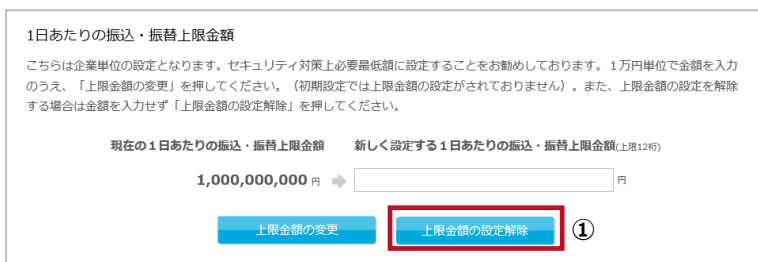 1日あたりの振込・振替上限金額
こちらは企業単位の設定となります。セキュリティ対策上必要最低額に設定することをお勧めしております。1万円単位で金額を入力
のうえ、「上限金額の変更」を押してください。（初期設定では上限金額の設定がされておりません）。また、上限金額の設定を解除
する場合は金額を入力せず「上限金額の設定解除」を押してください。
現在の1日あたりの振込・振替上限金額 新しく設定する1日あたりの振込・振替上限金額(上限12桁)
1,000,000,000 円 円
上限金額の変更 上限金額の設定解除 ①